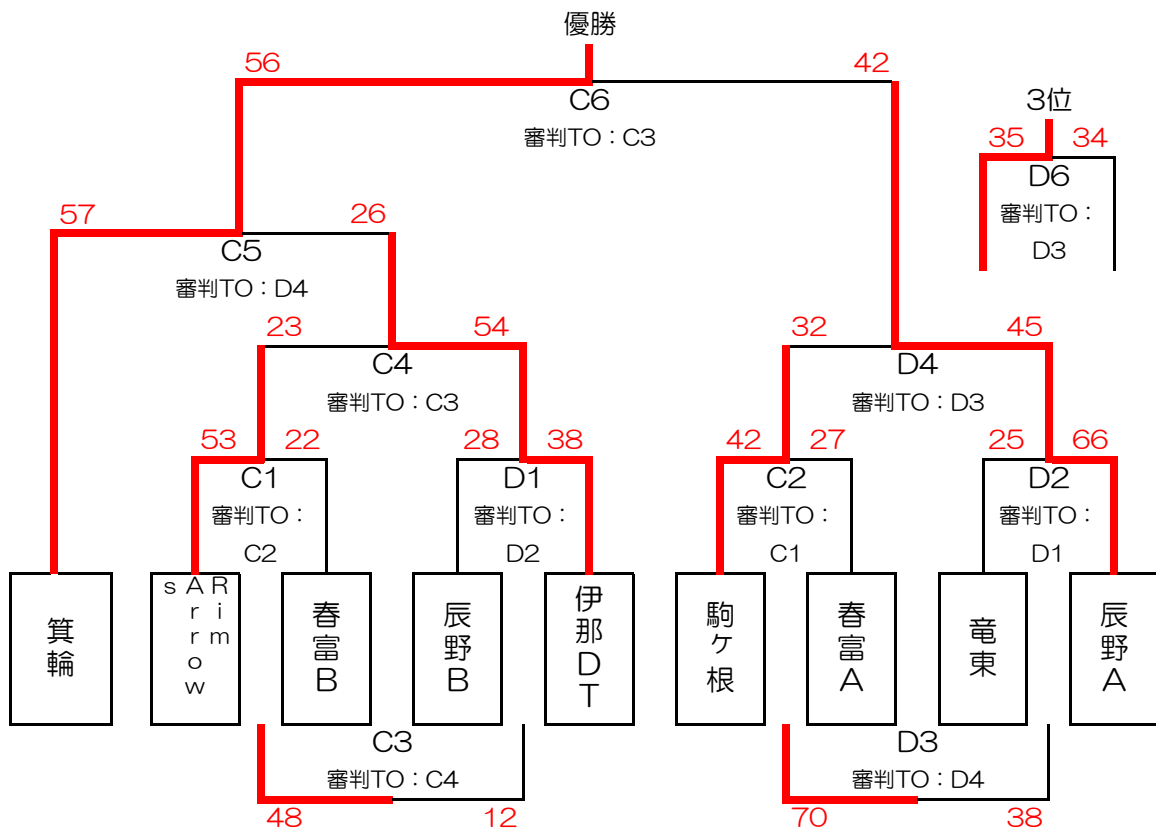 優勝
56
42
C6
審判TO：C3
3位
35
34
D6
審判TO：
D3
57
26
C5
審判TO：D4
23
54
C4
審判TO：C3
32
45
D4
審判TO：D3
53
22
C1
審判TO：
C2
28
38
D1
審判TO：
D2
42
27
C2
審判TO：
C1
25
66
D2
審判TO：
D1
箕輪
Rim
Arrow
s
春富B
辰野B
伊那DT
駒ケ根
春富A
竜東
辰野A
C3
審判TO：C4
48
12
D3
審判TO：D4
70
38